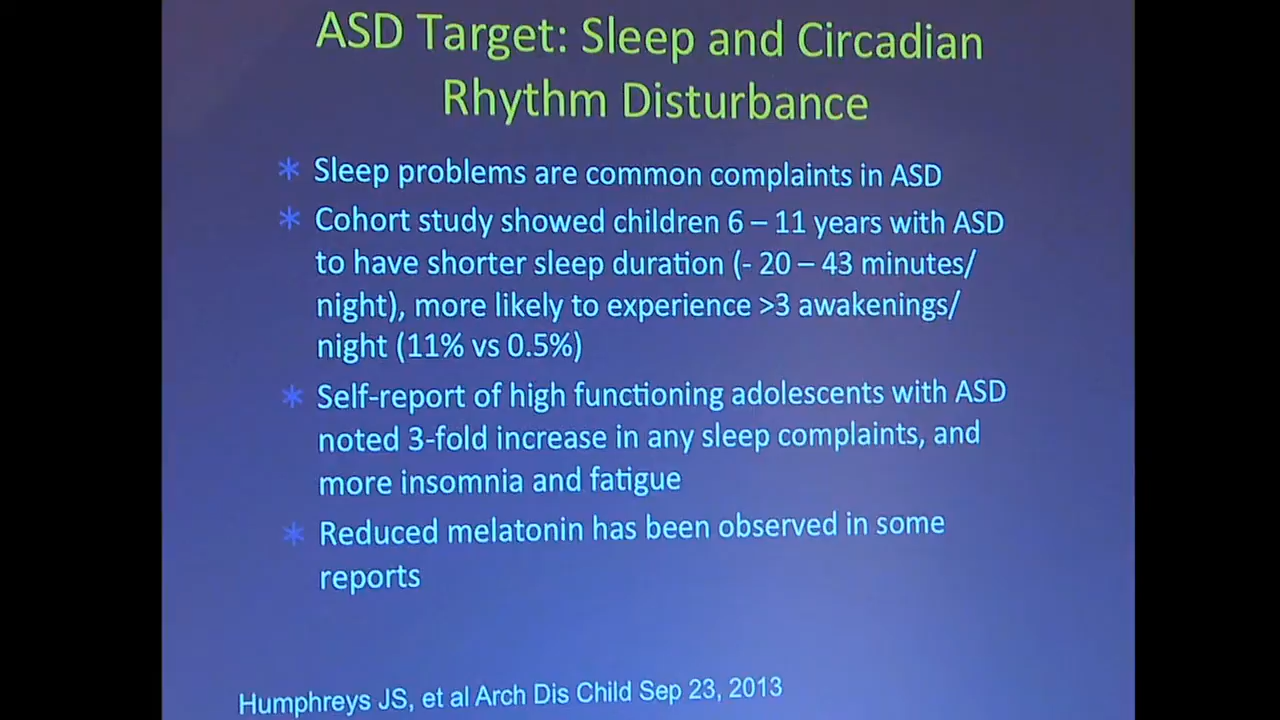 ASD Target: Sleep and Circadian
Rhythm Disturbance
* Sleep problems are common complaints in ASD
* Cohort study showed children 6 – 11 years with ASD
to have shorter sleep duration (- 20 – 43 minutes/
night), more likely to experience >3 awakenings/
night (11% vs 0.5%)
* Self-report of high functioning adolescents with ASD
noted 3-fold increase in any sleep complaints, and
more insomnia and fatigue
* Reduced melatonin has been observed in some
reports
Humphreys JS, et al Arch Dis Child Sep 23, 2013